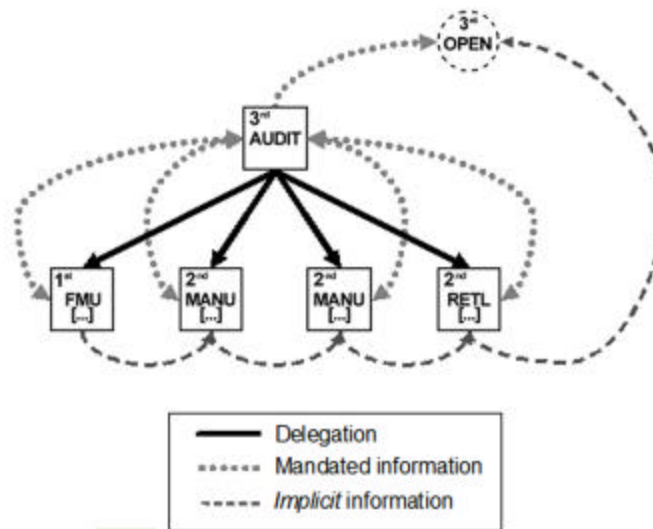 3rd
OPEN
3rd
AUDIT
1st
FMU
[...]
2nd
MANU
[...]
2nd
MANU
[...]
2nd
RETL
[...]
Delegation
Mandated information
Implicit information